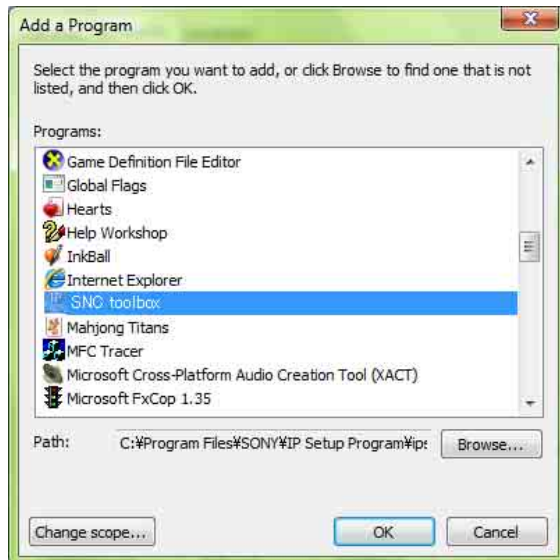 Add a Program
Select the program you want to add, or click Browse to find one that is not
listed, and then click OK.
Programs:
Game Definition File Editor
Global Flags
Hearts
Help Workshop
InkBall
Internet Explorer
SNC toolbox
Mahjong Titans
MFC Tracer
Microsoft Cross-Platform Audio Creation Tool (XACT)
Microsoft FxCop 1.35
Path: C:¥Program Files¥SONY¥IP Setup Program¥ips Browse...
Change scope... OK Cancel